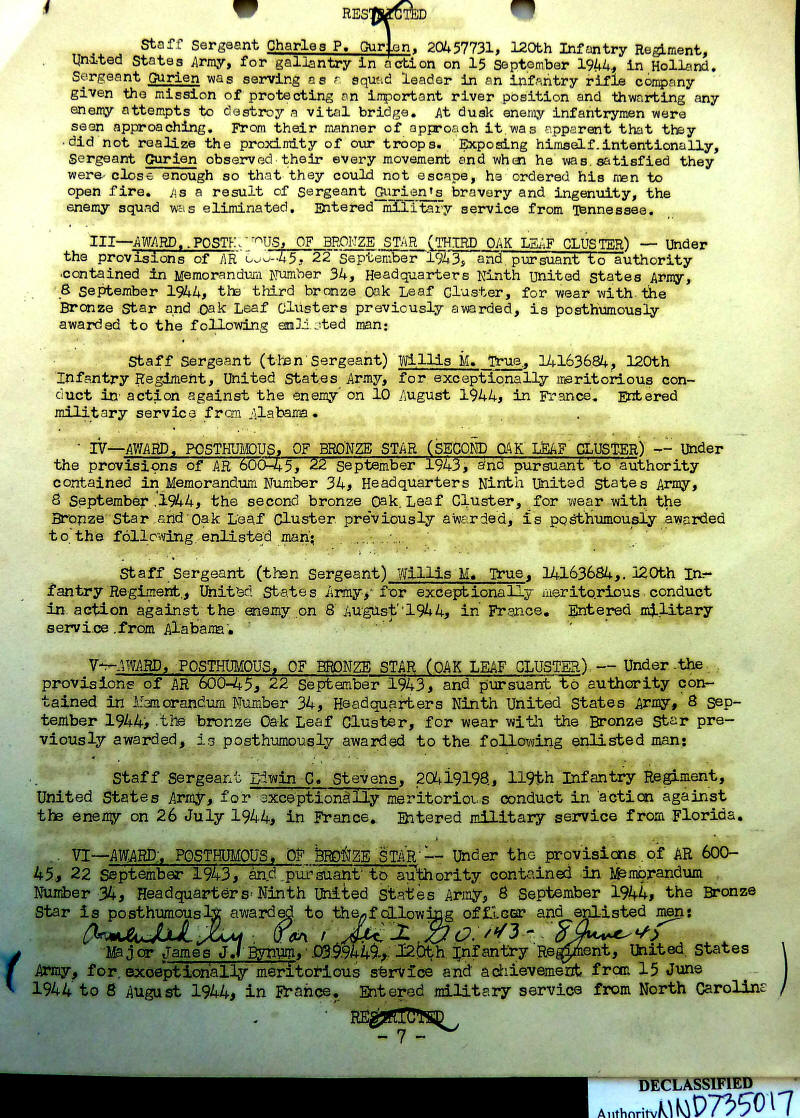 RESTRICTED
Staff Sergeant Charles P. Gurien, 20457731, 120th Infantry Regiment,
United States Army, for gallantry in action on 15 September 1944, in Holland.
Sergeant Gurien was serving as a squad leader in an infantry rifle company
given the mission of protecting an important river position and thwarting any
enemy attempts to destroy a vital bridge. At dusk enemy infantrymen were
seen approaching. From their manner of approach it was apparent that they
did not realize the proximity of our troops. Exposing himself intentionally,
Sergeant Gurien observed their every movement and when he was satisfied they
were close enough so that they could not escape, he ordered his men to
open fire. As a result of Sergeant Gurien's bravery and ingenuity, the
enemy squad was eliminated. Entered military service from Tennessee.
III—AWARD, POSTHUMOUS, OF BRONZE STAR (THIRD OAK LEAF CLUSTER) -- Under
the provisions of AR 600-45, 22 September 1943, and pursuant to authority
contained in Memorandum Number 34, Headquarters Ninth United States Army,
8 September 1944, the third bronze Oak Leaf Cluster, for wear with the
Bronze Star and Oak Leaf Clusters previously awarded, is posthumously
awarded to the following enlisted man:
Staff Sergeant (then Sergeant) Willis M. True, 14163684, 120th
Infantry Regiment, United States Army, for exceptionally meritorious con-
duct in action against the enemy on 10 August 1944, in France. Entered
military service from Alabama.
IV—AWARD, POSTHUMOUS, OF BRONZE STAR (SECOND OAK LEAF CLUSTER) -- Under
the provisions of AR 600-45, 22 September 1943, and pursuant to authority
contained in Memorandum Number 34, Headquarters Ninth United States Army,
8 September 1944, the second bronze Oak Leaf Cluster, for wear with the
Bronze Star and Oak Leaf Cluster previously awarded, is posthumously awarded
to the following enlisted man:
Staff Sergeant (then Sergeant) Willis M. True, 14163684, 120th In-
fantry Regiment, United States Army, for exceptionally meritorious conduct
in action against the enemy on 8 August 1944, in France. Entered military
service from Alabama.
V—AWARD, POSTHUMOUS, OF BRONZE STAR (OAK LEAF CLUSTER) -- Under the
provisions of AR 600-45, 22 September 1943, and pursuant to authority con-
tained in Memorandum Number 34, Headquarters Ninth United States Army, 8 Sep-
tember 1944, the bronze Oak Leaf Cluster, for wear with the Bronze Star pre-
viously awarded, is posthumously awarded to the following enlisted man:
Staff Sergeant Edwin C. Stevens, 20419198, 119th Infantry Regiment,
United States Army, for exceptionally meritorious conduct in action against
the enemy on 26 July 1944, in France. Entered military service from Florida.
VI—AWARD, POSTHUMOUS, OF BRONZE STAR -- Under the provisions of AR 600-
45, 22 September 1943, and pursuant to authority contained in Memorandum
Number 34, Headquarters Ninth United States Army, 8 September 1944, the Bronze
Star is posthumously awarded to the following officer and enlisted men:
Amended by Par 1 Sec I G.O. 143 - 8 June 45
Major James J. Bynum, 0399449, 120th Infantry Regiment, United States
Army, for exceptionally meritorious service and achievement from 15 June
1944 to 8 August 1944, in France. Entered military service from North Carolina
RESTRICTED
- 7 -
DECLASSIFIED
Authority NND735017